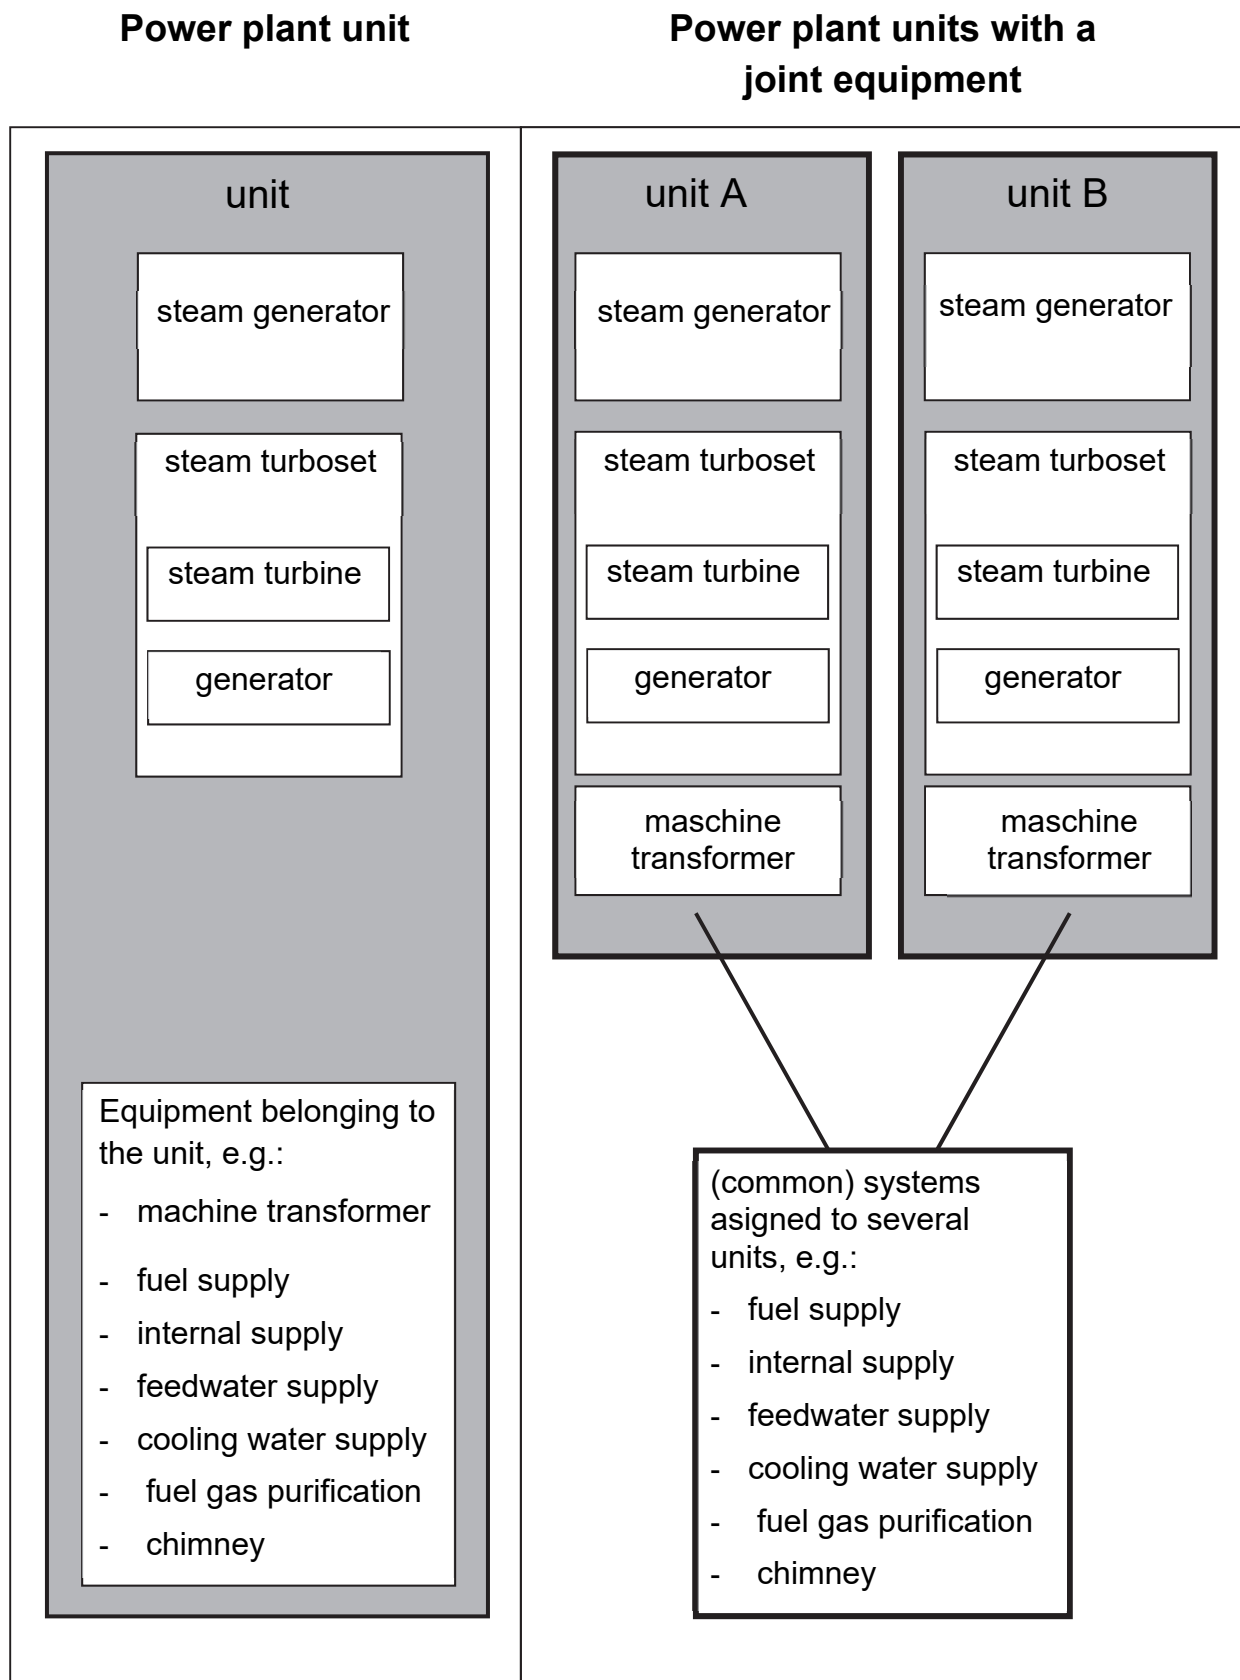 Power plant unit
unit
steam generator
steam turboset
steam turbine
generator
Equipment belonging to
the unit, e.g.:
- machine transformer
- fuel supply
- internal supply
- feedwater supply
- cooling water supply
- fuel gas purification
- chimney
Power plant units with a
joint equipment
unit A
steam generator
steam turboset
steam turbine
generator
maschine
transformer
unit B
steam generator
steam turboset
steam turbine
generator
maschine
transformer
(common) systems
asigned to several
units, e.g.:
- fuel supply
- internal supply
- feedwater supply
- cooling water supply
- fuel gas purification
- chimney